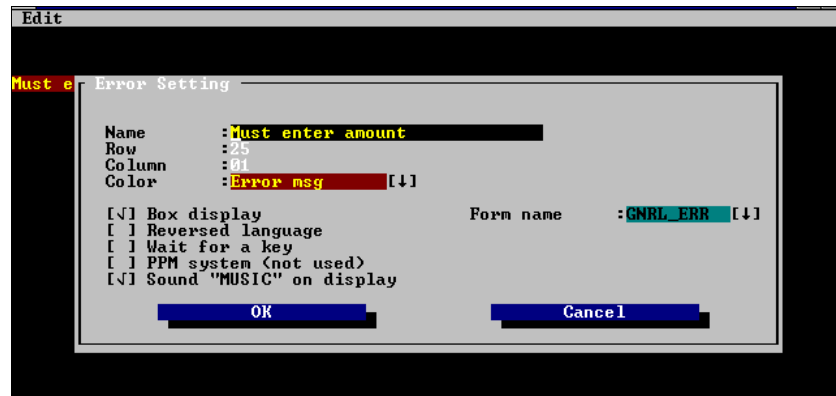 Edit
Must e
Error Setting
Name :Must enter amount
Row :25
Column :01
Color :Error msg [↓]
[√] Box display Form name :GNRL_ERR [↓]
[ ] Reversed language
[ ] Wait for a key
[ ] PPM system (not used)
[√] Sound "MUSIC" on display
OK Cancel